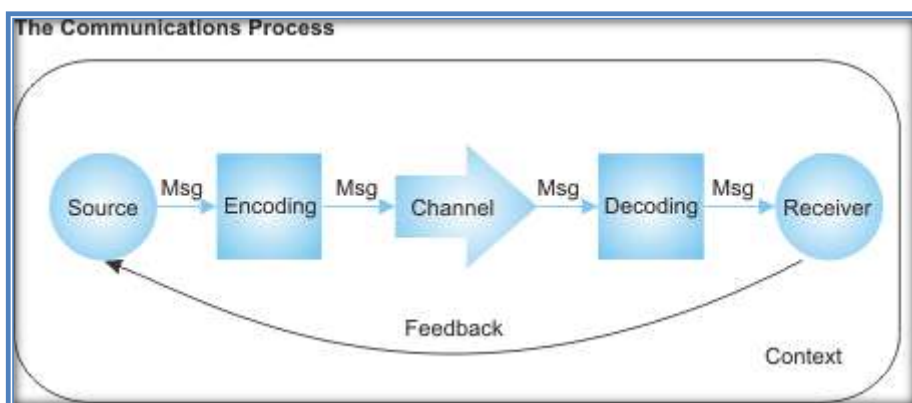 The Communications Process
Msg Msg Msg Msg
Source Encoding Channel Decoding Receiver
Feedback
Context